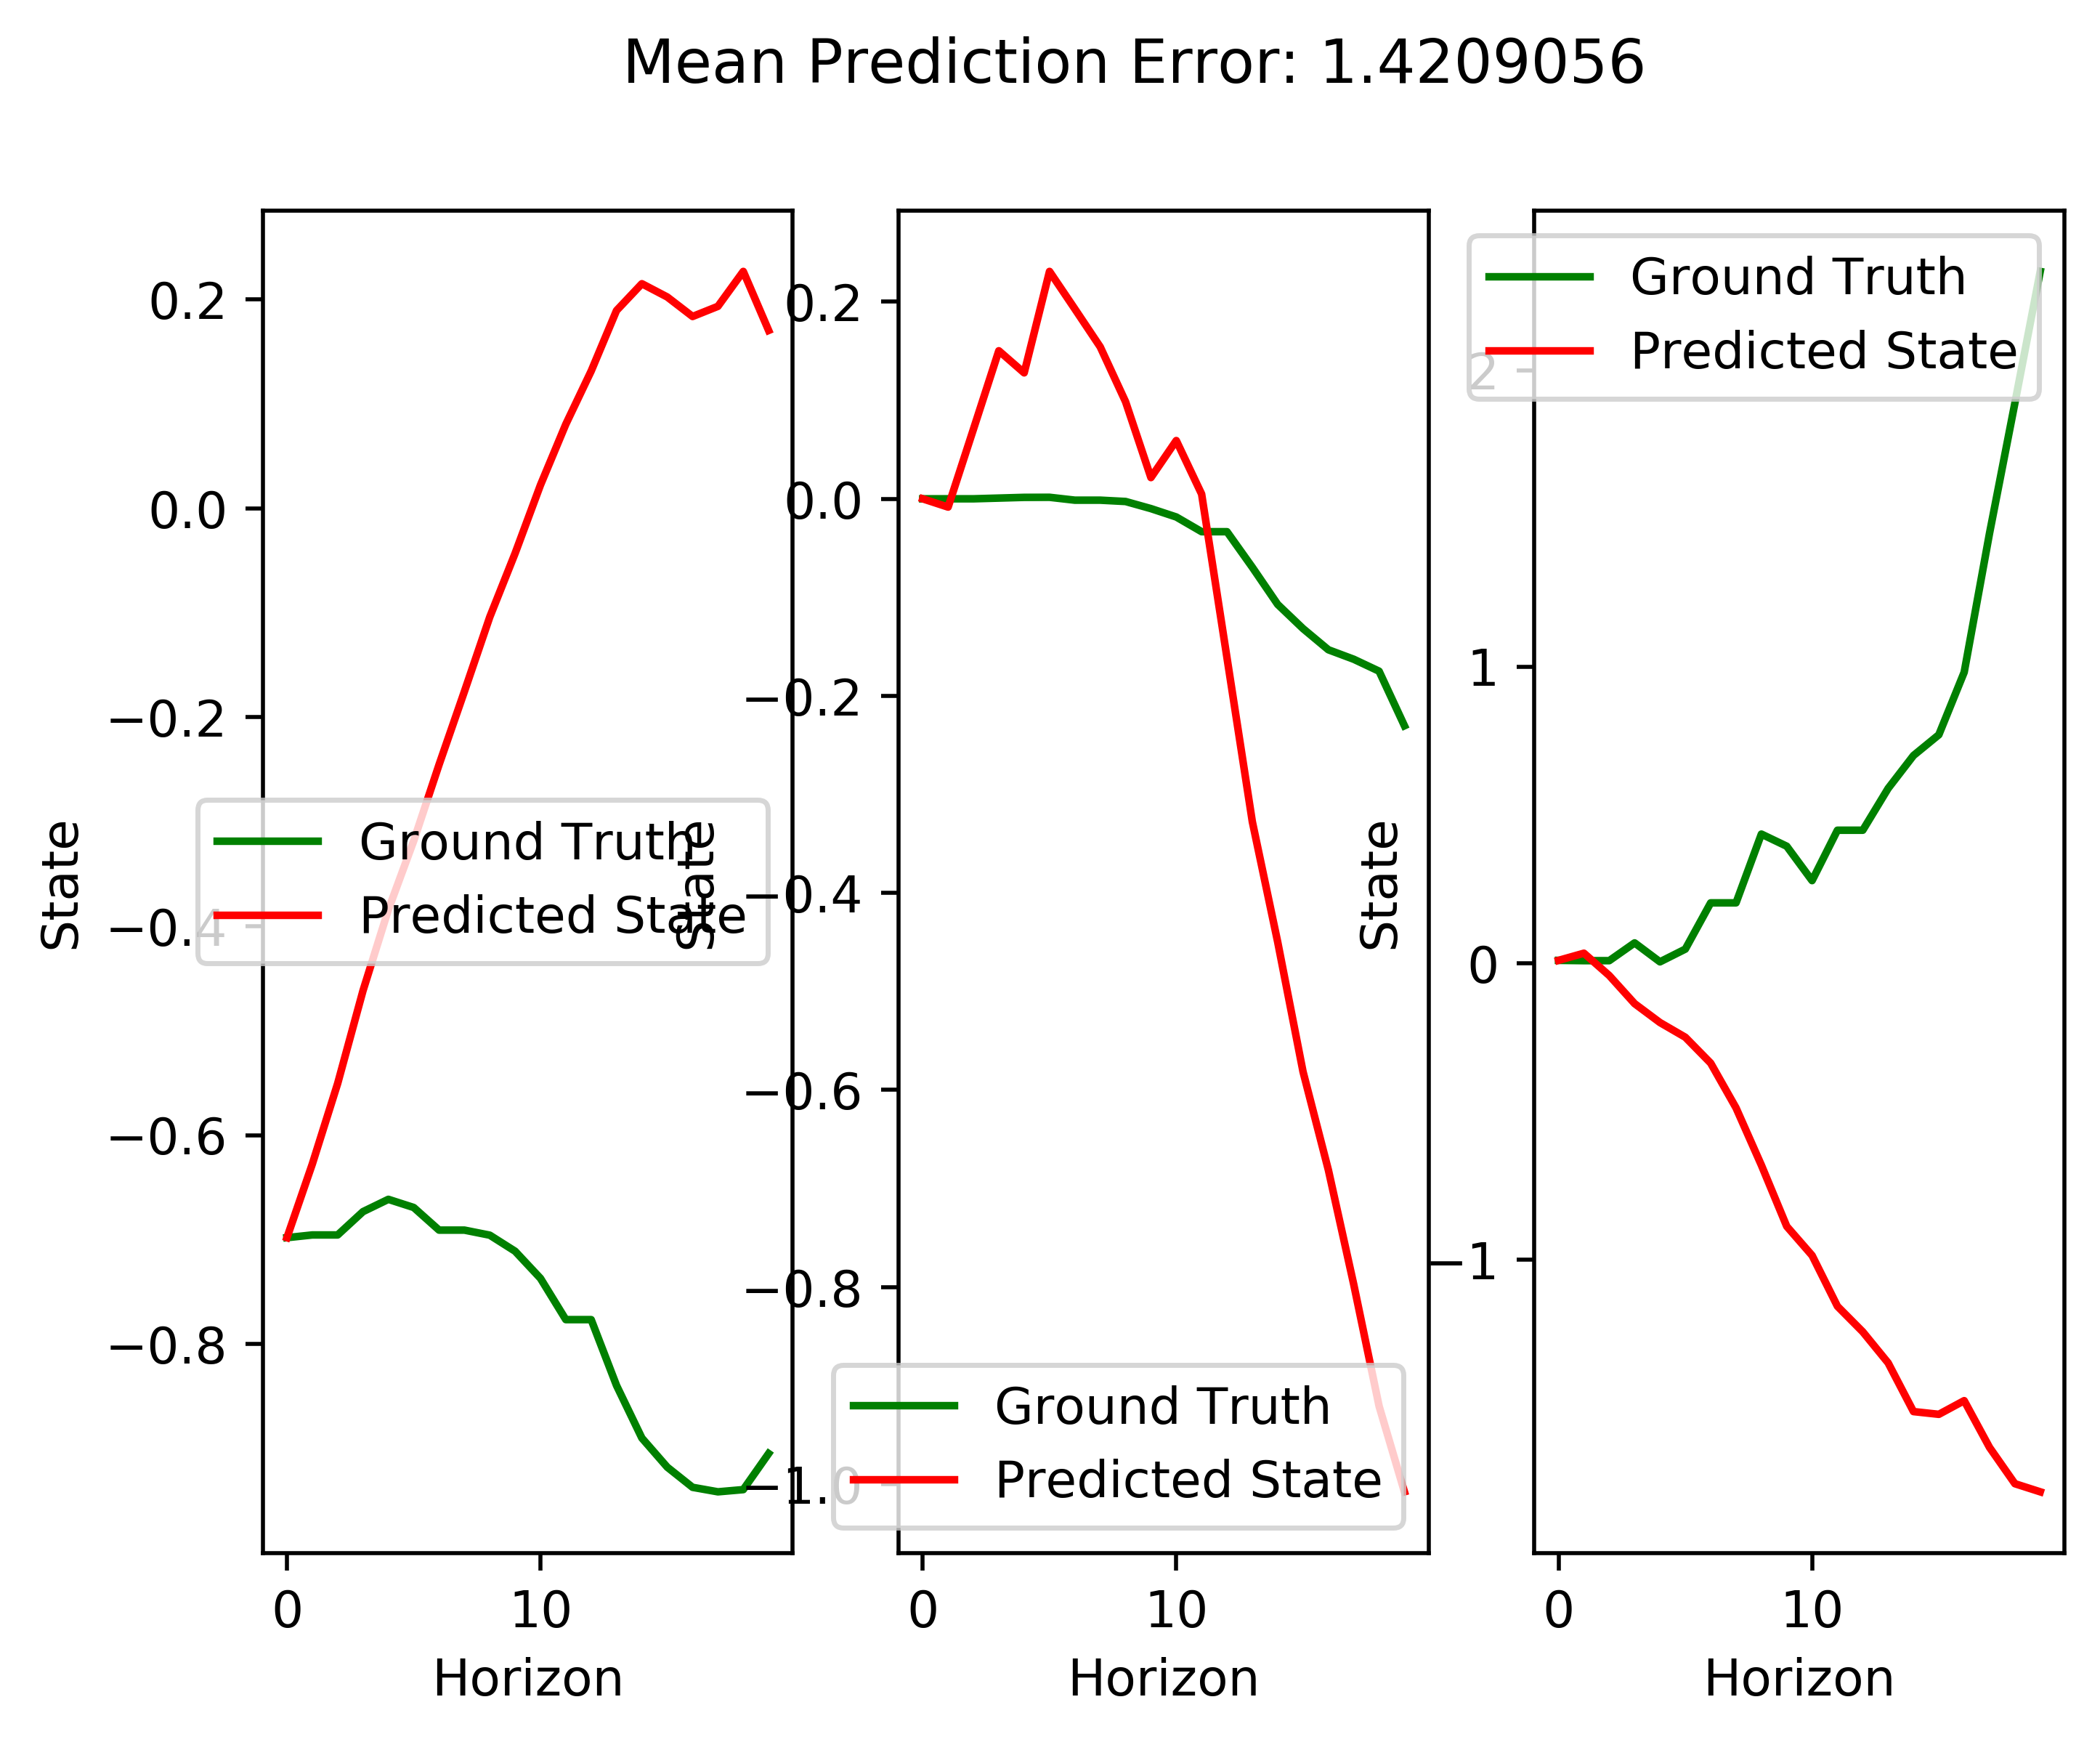 Mean Prediction Error: 1.4209056
State
0.2
0.0
−0.2
−0.4
−0.6
−0.8
Ground Truth
Predicted State
0
10
Horizon
State
0.2
0.0
−0.2
−0.4
−0.6
−0.8
−1.0
Ground Truth
Predicted State
0
10
Horizon
State
2
1
0
−1
Ground Truth
Predicted State
0
10
Horizon